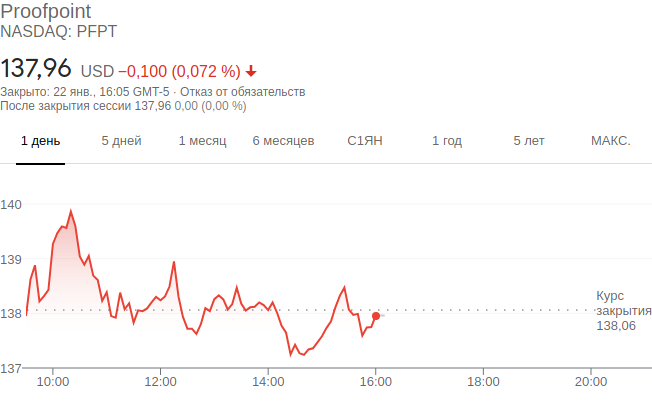 Proofpoint
NASDAQ: PFPT
137,96 USD −0,100 (0,072 %)
Закрыто: 22 янв., 16:05 GMT-5 · Отказ от обязательств
После закрытия сессии 137,96 0,00 (0,00 %)
1 день 5 дней 1 месяц 6 месяцев С1ЯН 1 год 5 лет МАКС.
140
139
138
137
Курс
закрытия
138,06
10:00 12:00 14:00 16:00 18:00 20:00